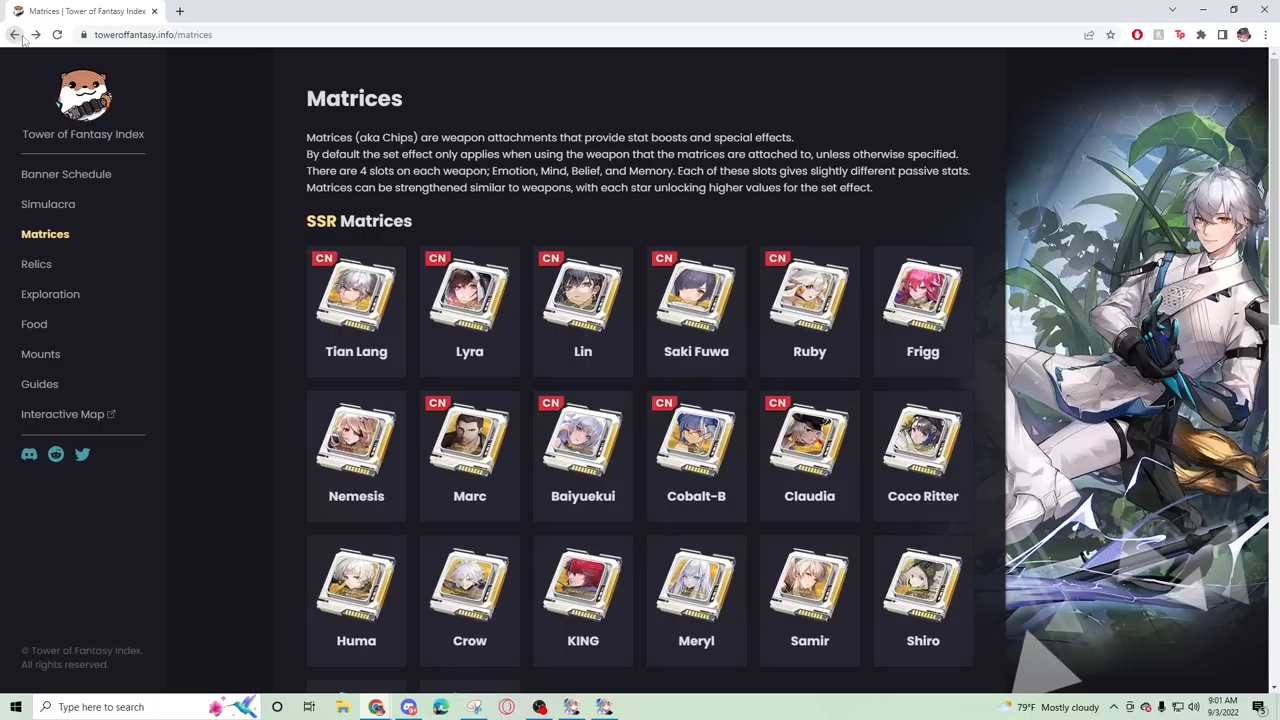 Matrices | Tower of Fantasy Index
toweroffantasy.info/matrices
Tower of Fantasy Index
Banner Schedule
Simulacra
Matrices
Relics
Exploration
Food
Mounts
Guides
Interactive Map
© Tower of Fantasy Index.
All rights reserved.
Matrices
Matrices (aka Chips) are weapon attachments that provide stat boosts and special effects.
By default the set effect only applies when using the weapon that the matrices are attached to, unless otherwise specified.
There are 4 slots on each weapon; Emotion, Mind, Belief, and Memory. Each of these slots gives slightly different passive stats.
Matrices can be strengthened similar to weapons, with each star unlocking higher values for the set effect.
SSR Matrices
CN CN CN CN CN
Tian Lang Lyra Lin Saki Fuwa Ruby Frigg
CN CN CN CN
Nemesis Marc Baiyuekui Cobalt-B Claudia Coco Ritter
Huma Crow KING Meryl Samir Shiro
Type here to search
79°F Mostly cloudy
9:01 AM
9/3/2022